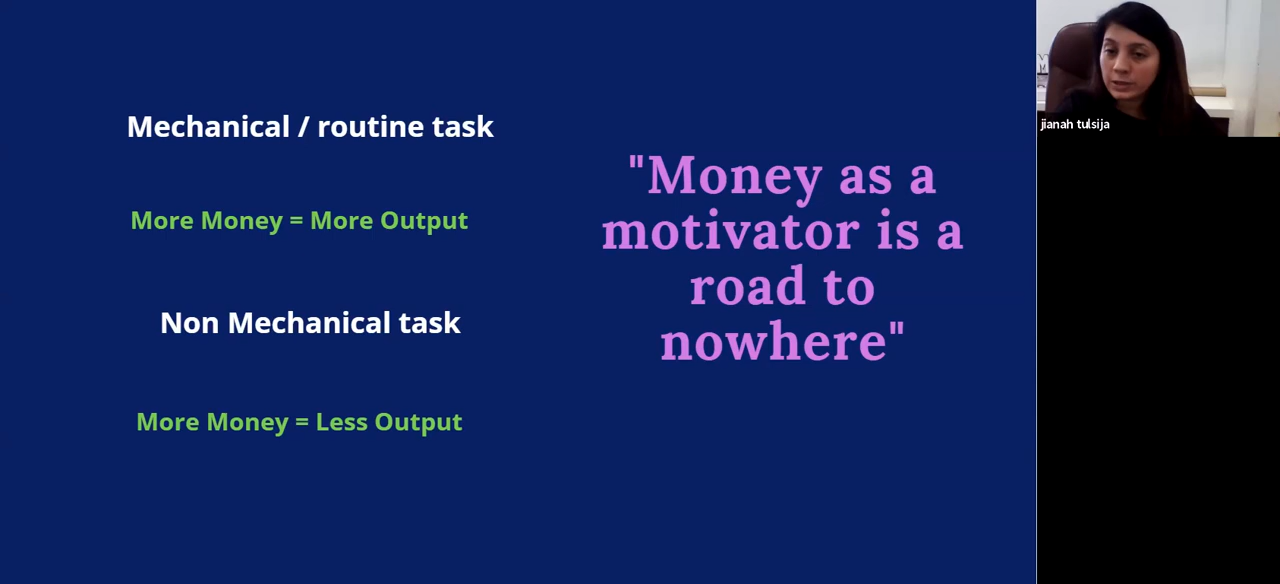 Mechanical / routine task
More Money = More Output
Non Mechanical task
More Money = Less Output
"Money as a
motivator is a
road to
nowhere"
jianah tulsija